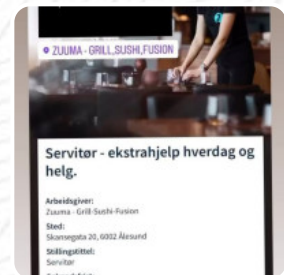 ZUUMA - GRILL,SUSHI,FUSION
Servitør - ekstrahjelp hverdag og
helg.
Arbeidsgiver:
Zuuma - Grill-Sushi-Fusion
Sted:
Skansegata 20, 6002 Ålesund
Stillingstittel:
Servitør